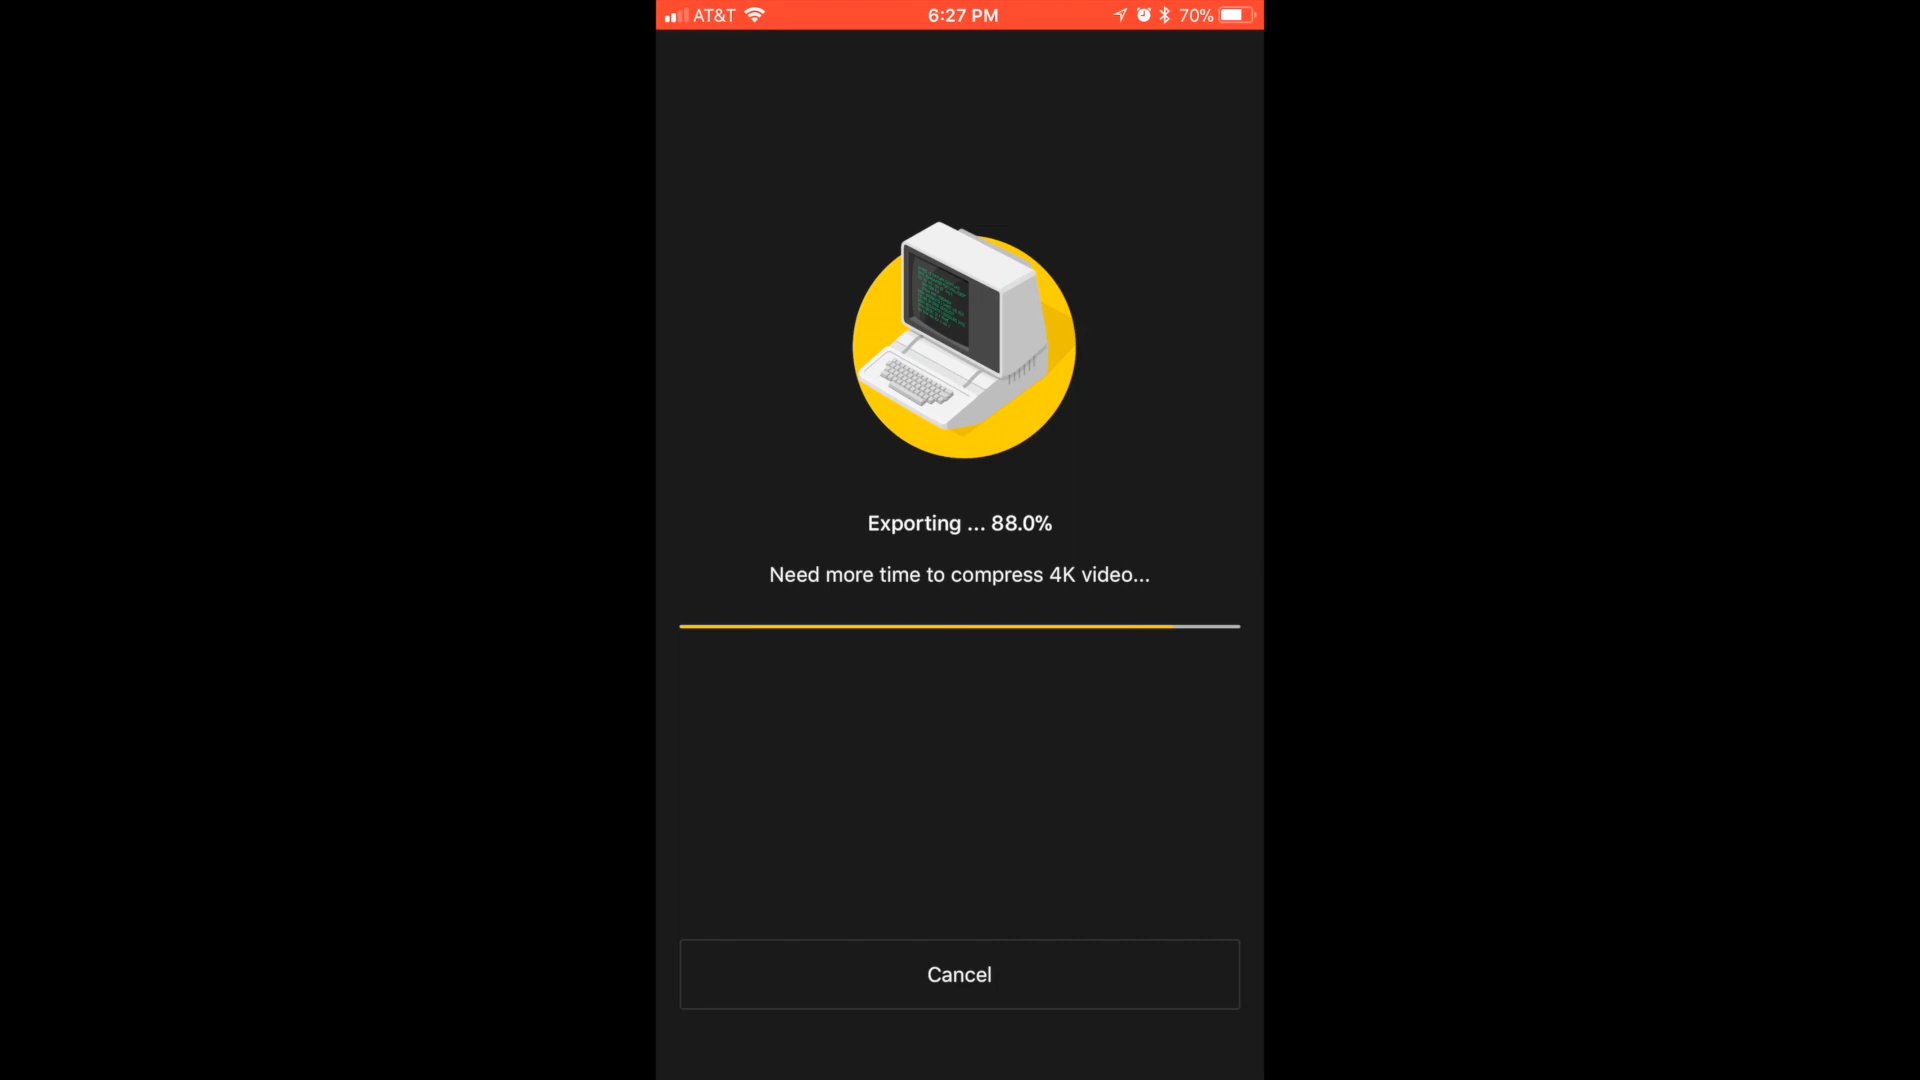 AT&T 6:27 PM 70%
Exporting ... 88.0%
Need more time to compress 4K video...
Cancel